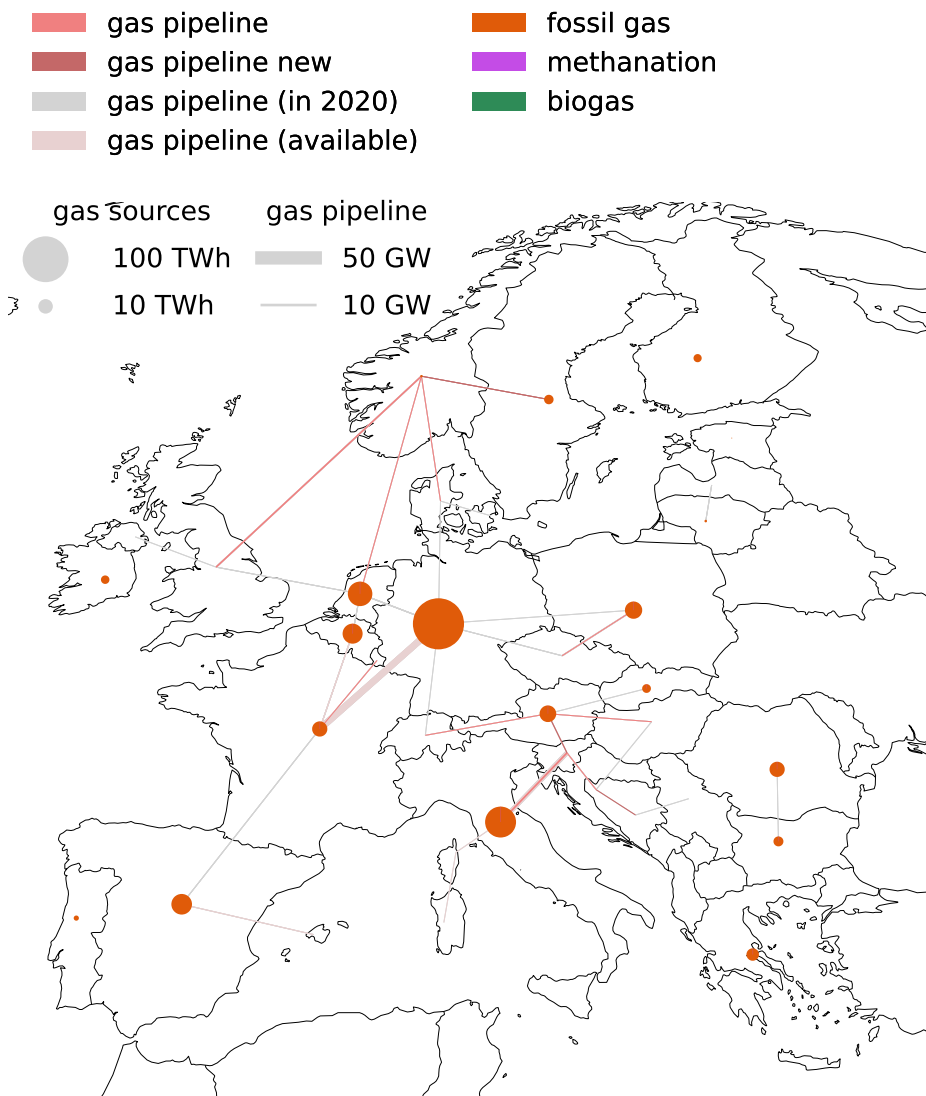 gas pipeline
gas pipeline new
gas pipeline (in 2020)
gas pipeline (available)
fossil gas
methanation
biogas
gas sources
100 TWh
10 TWh
gas pipeline
50 GW
10 GW